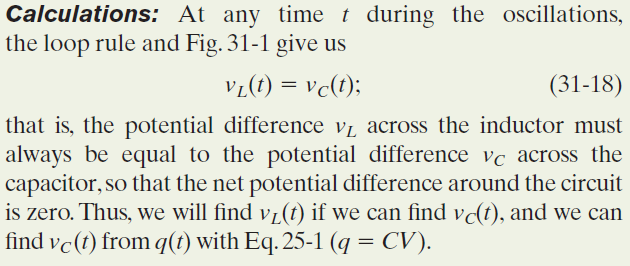 Calculations: At any time t during the oscillations,
the loop rule and Fig. 31-1 give us
v_L(t) = v_C(t); (31-18)
that is, the potential difference v_L across the inductor must
always be equal to the potential difference v_C across the
capacitor, so that the net potential difference around the circuit
is zero. Thus, we will find v_L(t) if we can find v_C(t), and we can
find v_C(t) from q(t) with Eq. 25-1 (q = CV).